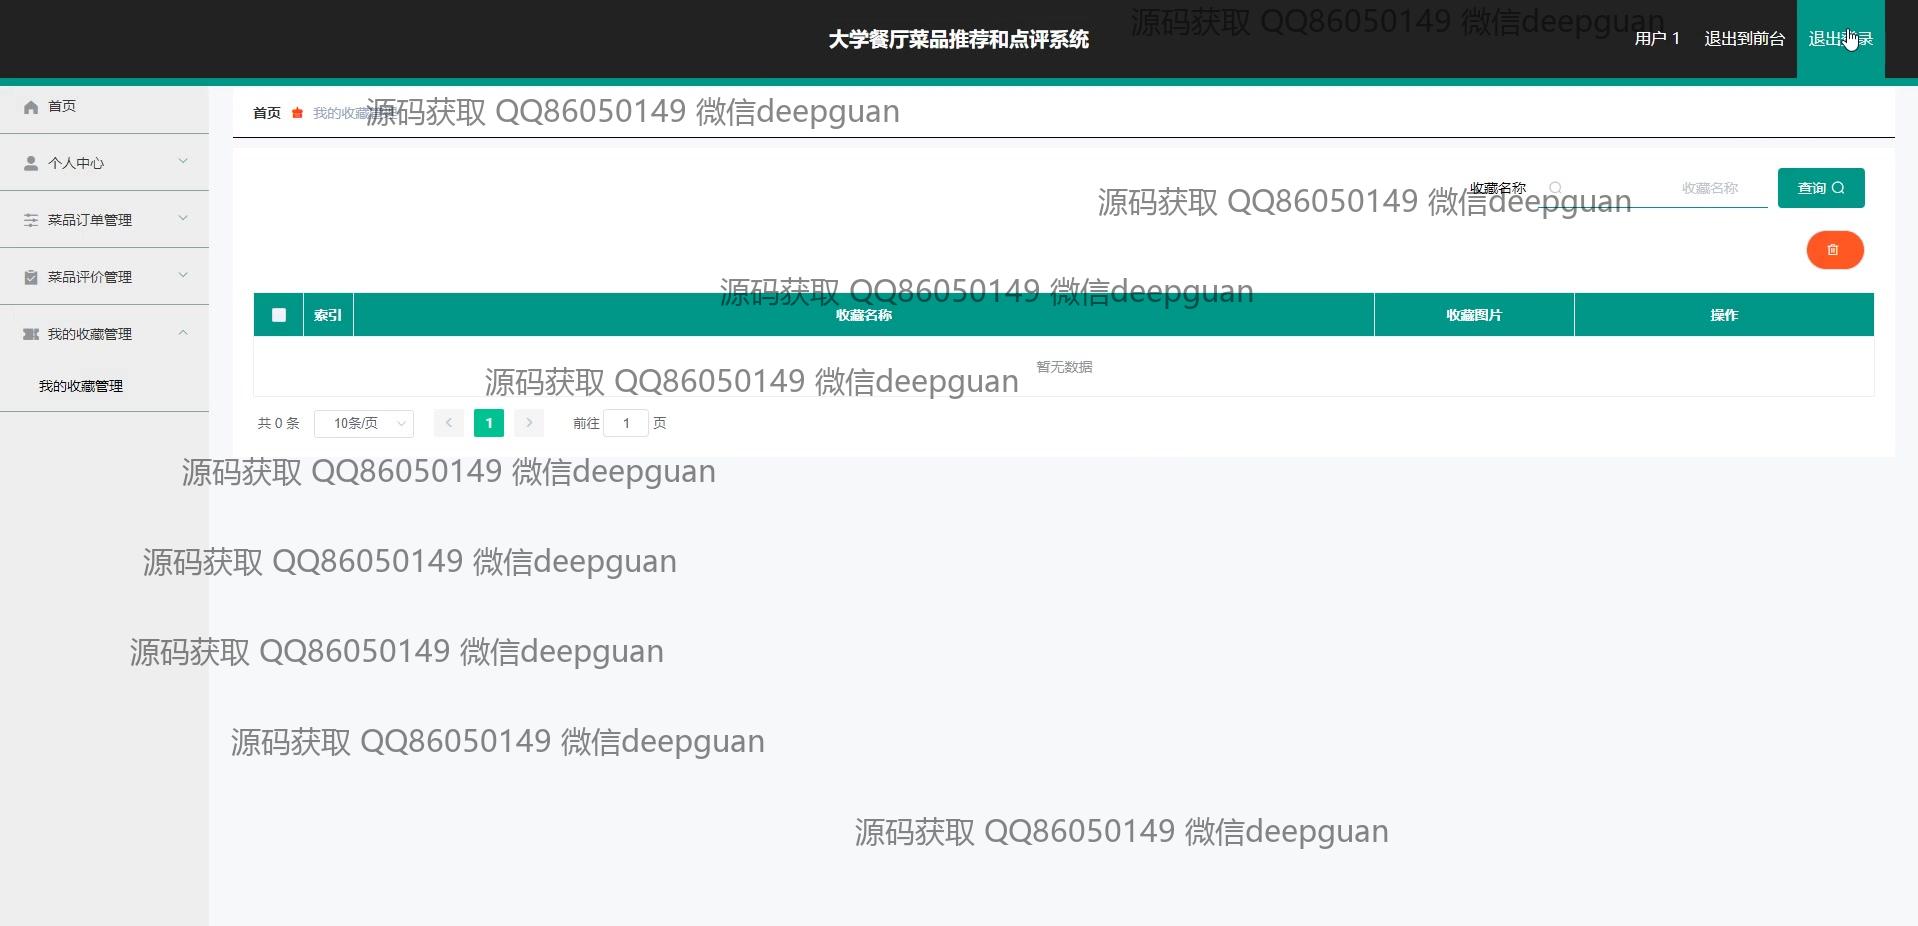 大学餐厅菜品推荐和点评系统
源码获取 QQ86050149 微信deepguan
用户 1 退出到前台 退出登录
首页
个人中心
菜品订单管理
菜品评价管理
我的收藏管理
我的收藏管理
首页 我的收藏管理
源码获取 QQ86050149 微信deepguan
收藏名称 收藏名称 查询
源码获取 QQ86050149 微信deepguan
源码获取 QQ86050149 微信deepguan
索引 收藏名称 收藏图片 操作
暂无数据
源码获取 QQ86050149 微信deepguan
共 0 条 10条/页 1 前往 1 页
源码获取 QQ86050149 微信deepguan
源码获取 QQ86050149 微信deepguan
源码获取 QQ86050149 微信deepguan
源码获取 QQ86050149 微信deepguan
源码获取 QQ86050149 微信deepguan